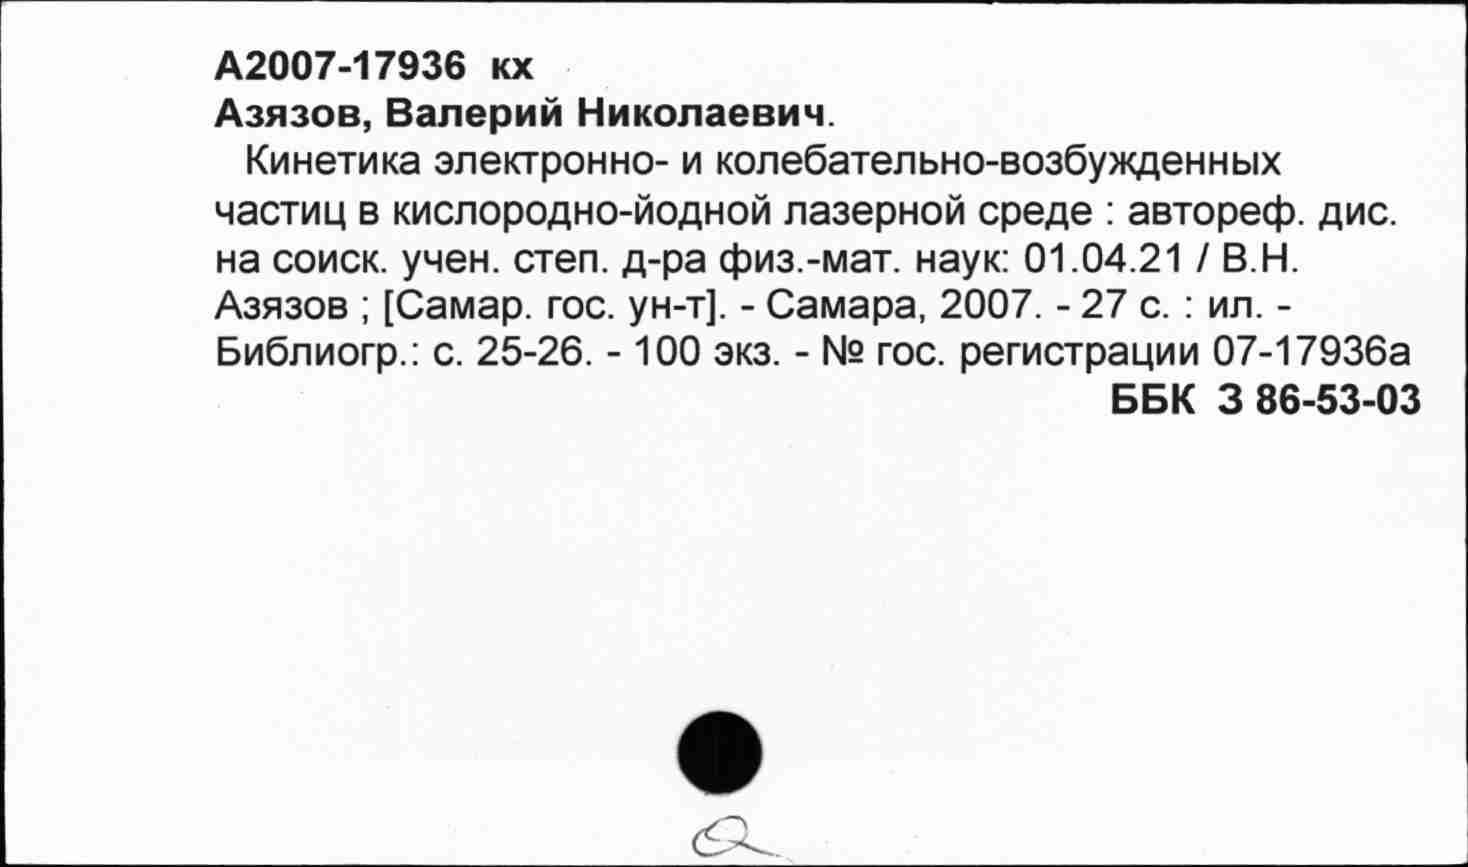 А2007-17936 кх
Азязов, Валерий Николаевич.
Кинетика электронно- и колебательно-возбужденных
частиц в кислородно-йодной лазерной среде : автореф. дис.
на соиск. учен. степ. д-ра физ.-мат. наук: 01.04.21 / В.Н.
Азязов ; [Самар. гос. ун-т]. - Самара, 2007. - 27 с. : ил. -
Библиогр.: с. 25-26. - 100 экз. - № гос. регистрации 07-17936а
ББК З 86-53-03